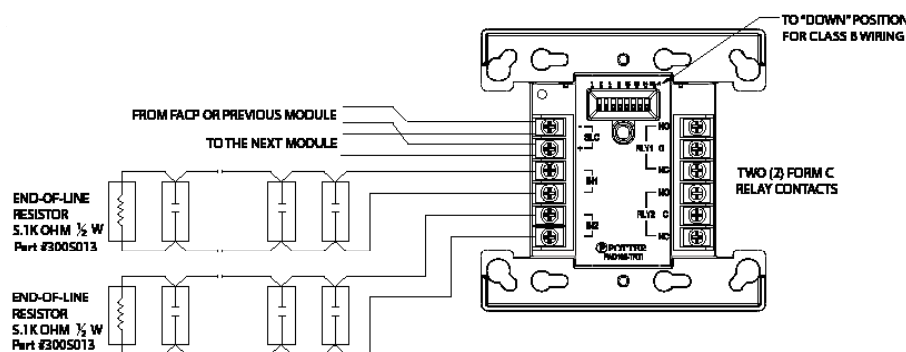 TO "DOWN" POSITION
FOR CLASS B WIRING
FROM FACP OR PREVIOUS MODULE
TO THE NEXT MODULE
- SLC
+
IN1
IN2
NO
RLY1 C
NC
NO
RLY2 C
NC
POTTER
PAD100-TRTI
TWO (2) FORM C
RELAY CONTACTS
END-OF-LINE
RESISTOR
5.1K OHM ½ W
Part #3005013
END-OF-LINE
RESISTOR
5.1K OHM ½ W
Part #3005013